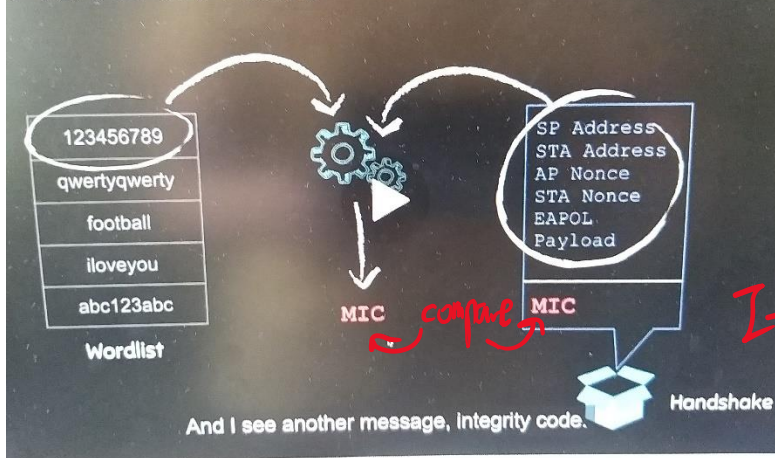 123456789
qwertyqwerty
football
iloveyou
abc123abc
Wordlist
MIC
compare
SP Address
STA Address
AP Nonce
STA Nonce
EAPOL
Payload
MIC
Handshake
And I see another message, integrity code.